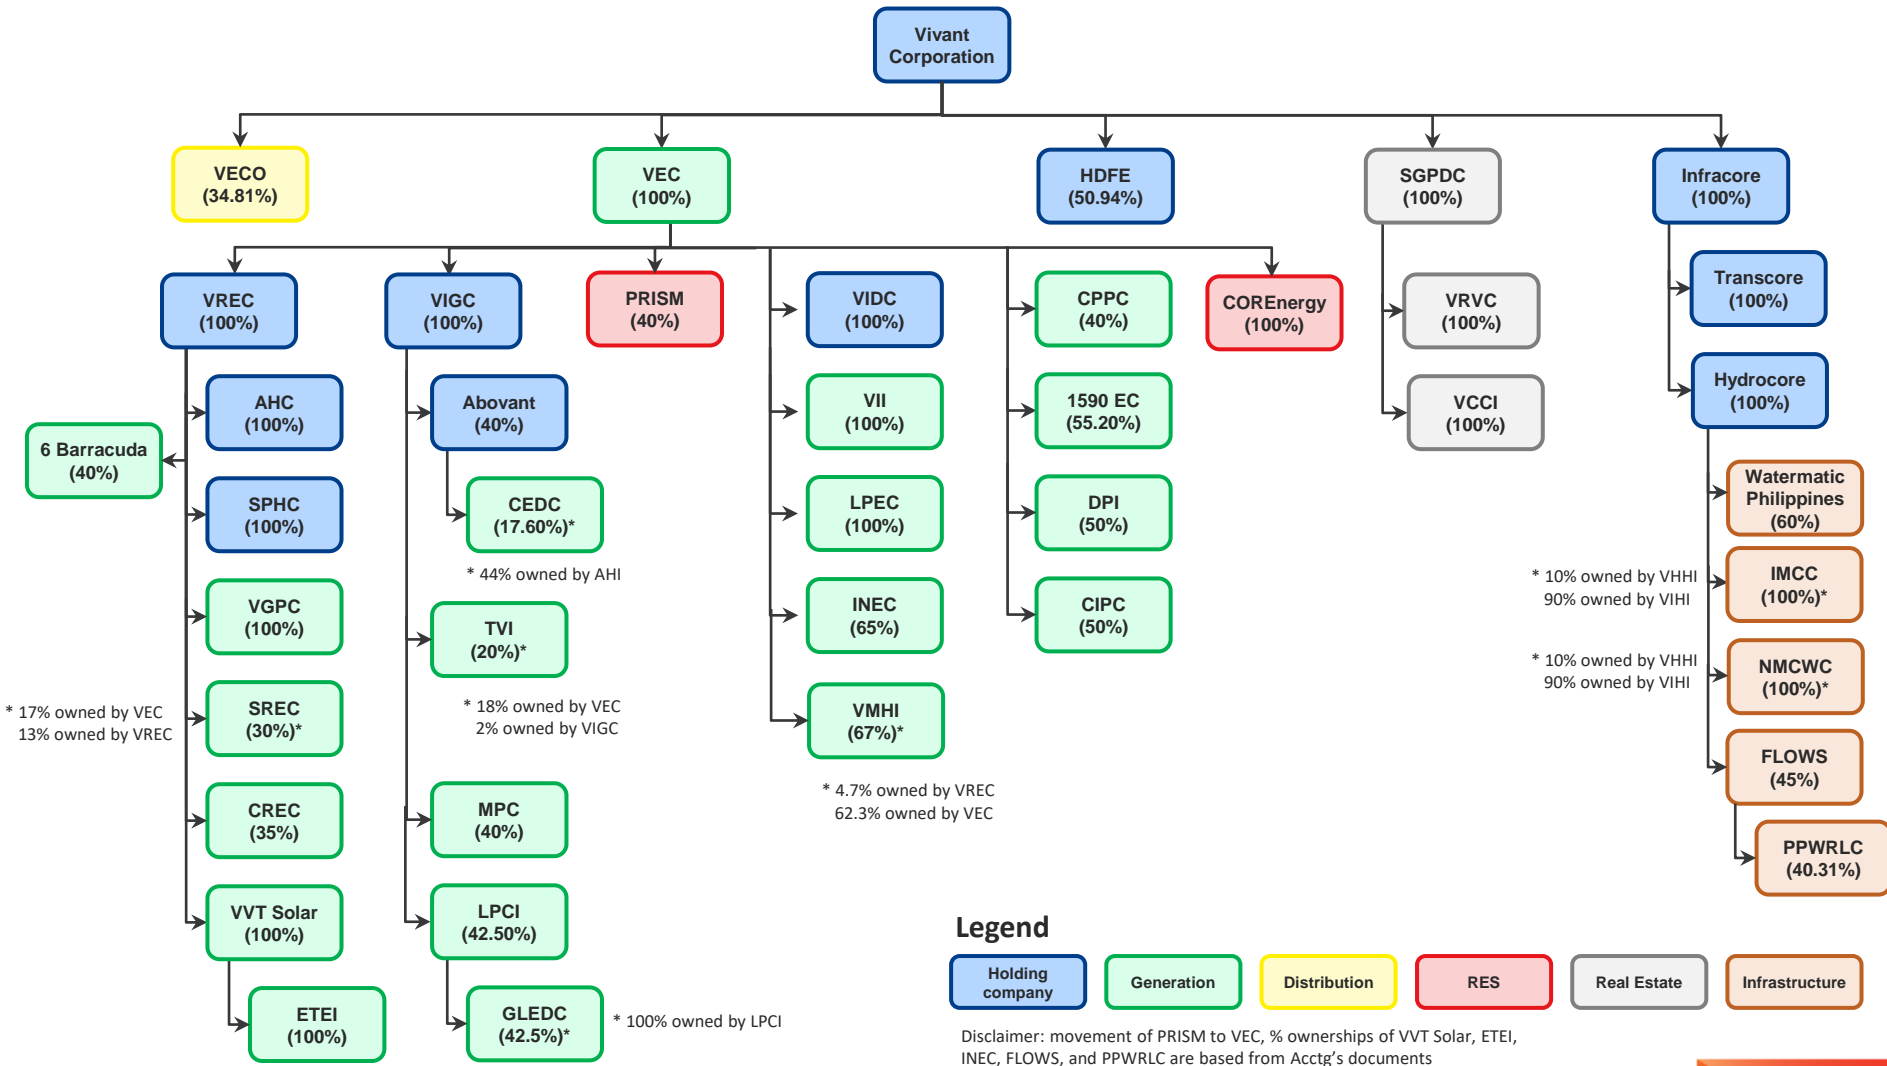 Vivant
Corporation
VECO
(34.81%)
VEC
(100%)
HDFE
(50.94%)
SGPDC
(100%)
Infracore
(100%)
VREC
(100%)
VIGC
(100%)
PRISM
(40%)
VIDC
(100%)
CPPC
(40%)
COREnergy
(100%)
VRVC
(100%)
Transcore
(100%)
AHC
(100%)
Abovant
(40%)
VII
(100%)
1590 EC
(55.20%)
VCCI
(100%)
Hydrocore
(100%)
6 Barracuda
(40%)
SPHC
(100%)
CEDC
(17.60%)*
* 44% owned by AHI
LPEC
(100%)
DPI
(50%)
Watermatic
Philippines
(60%)
VGPC
(100%)
TVI
(20%)*
* 18% owned by VEC
2% owned by VIGC
INEC
(65%)
CIPC
(50%)
* 10% owned by VHHI
90% owned by VIHI
IMCC
(100%)*
* 17% owned by VEC
13% owned by VREC
SREC
(30%)*
VMHI
(67%)*
* 4.7% owned by VREC
62.3% owned by VEC
* 10% owned by VHHI
90% owned by VIHI
NMCWC
(100%)*
CREC
(35%)
MPC
(40%)
FLOWS
(45%)
PPWRLC
(40.31%)
VVT Solar
(100%)
LPCI
(42.50%)
ETEI
(100%)
GLEDC
(42.5%)*
* 100% owned by LPCI
Legend
Holding
company
Generation
Distribution
RES
Real Estate
Infrastructure
Disclaimer: movement of PRISM to VEC, % ownerships of VVT Solar, ETEI,
INEC, FLOWS, and PPWRLC are based from Acctg's documents